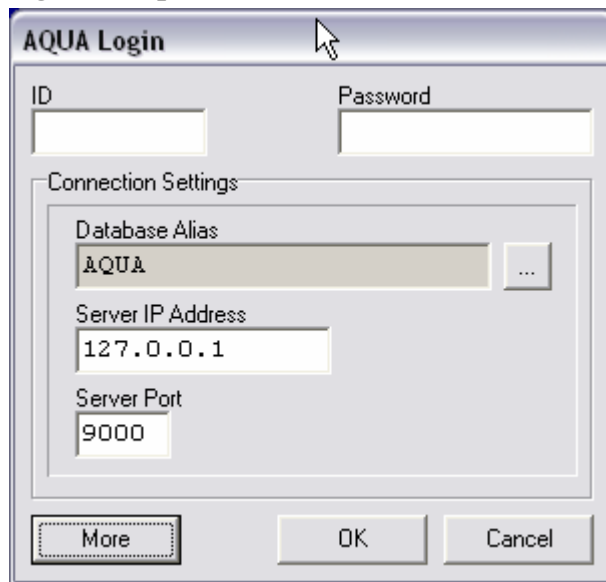 AQUA Login
ID Password
Connection Settings
Database Alias
AQUA ...
Server IP Address
127.0.0.1
Server Port
9000
More OK Cancel